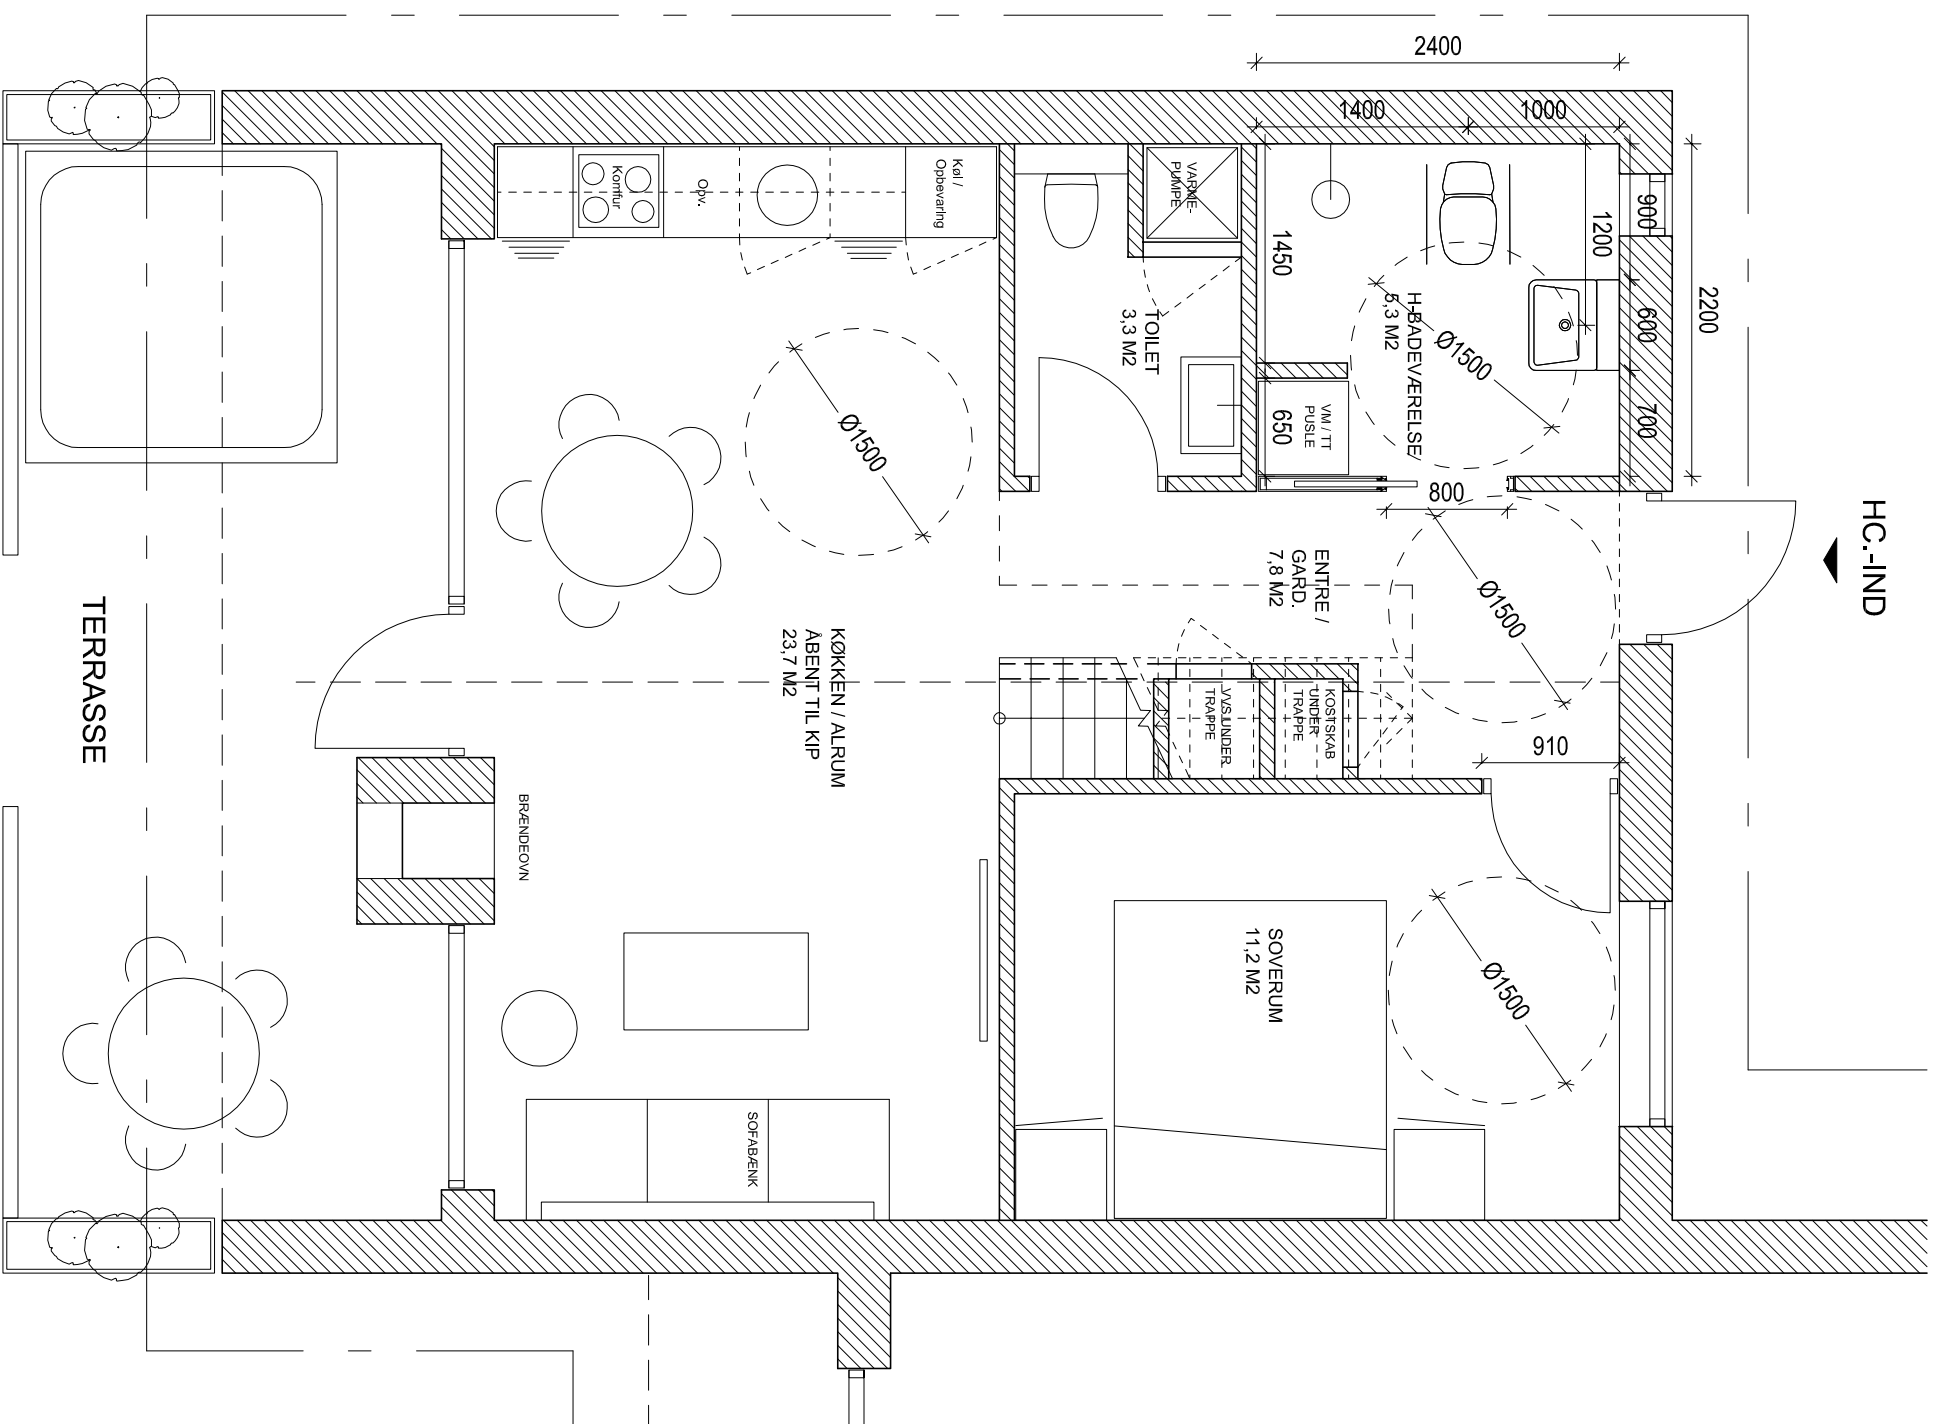 HC.-IND
2400
1400
1000
2200
900
1200
600
700
1450
650
800
910
H-BADEVÆRELSE
5,3 M2
Ø1500
VM / TT
PUSLE
VARME-
PUMPE
TOILET
3,3 M2
Køl /
Opbevaring
Opv.
Komfur
ENTRE /
GARD.
7,8 M2
Ø1500
KOSTSKAB
UNDER
TRAPPE
VVS.UNDER
TRAPPE
KØKKEN / ALRUM
ÅBENT TIL KIP
23,7 M2
Ø1500
SOVERUM
11,2 M2
Ø1500
BRÆNDEOVN
SOFABÆNK
TERRASSE